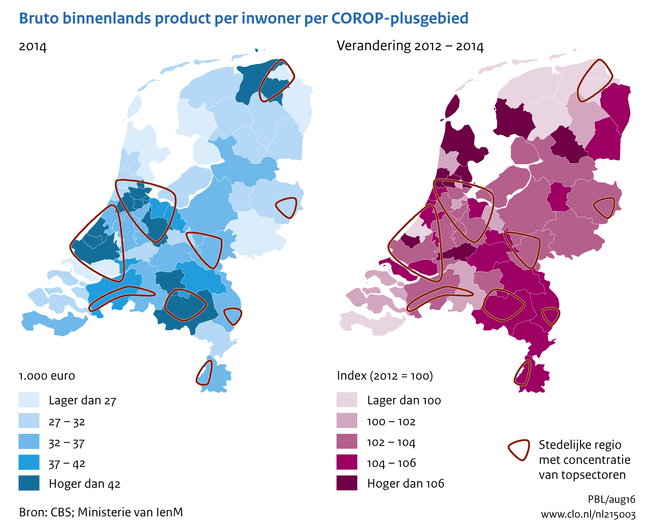 Bruto binnenlands product per inwoner per COROP-plusgebied
2014
Verandering 2012 – 2014
1.000 euro
Lager dan 27
27 – 32
32 – 37
37 – 42
Hoger dan 42
Index (2012 = 100)
Lager dan 100
100 – 102
102 – 104
104 – 106
Hoger dan 106
Stedelijke regio
met concentratie
van topsectoren
Bron: CBS; Ministerie van IenM
PBL/aug16
www.clo.nl/nl215003